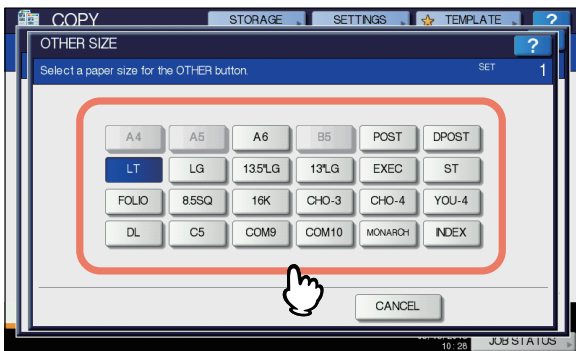 COPY STORAGE SETTINGS TEMPLATE ?
OTHER SIZE ?
Select a paper size for the OTHER button. SET 1
A4 A5 A6 B5 POST DPOST
LT LG 13.5"LG 13"LG EXEC ST
FOLIO 8.5SQ 16K CHO-3 CHO-4 YOU-4
DL C5 COM9 COM10 MONARCH INDEX
CANCEL
10:28 JOB STATUS